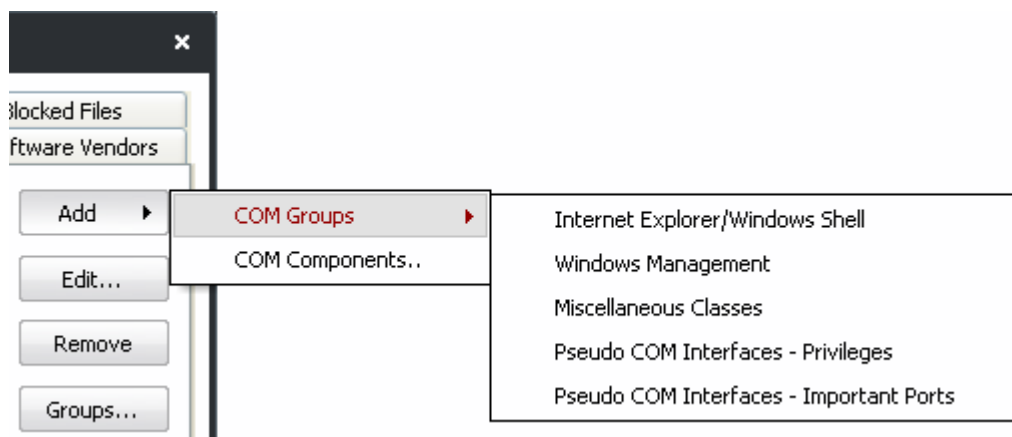 Blocked Files
ftware Vendors
Add
COM Groups
COM Components..
Internet Explorer/Windows Shell
Windows Management
Miscellaneous Classes
Pseudo COM Interfaces - Privileges
Pseudo COM Interfaces - Important Ports
Edit...
Remove
Groups...